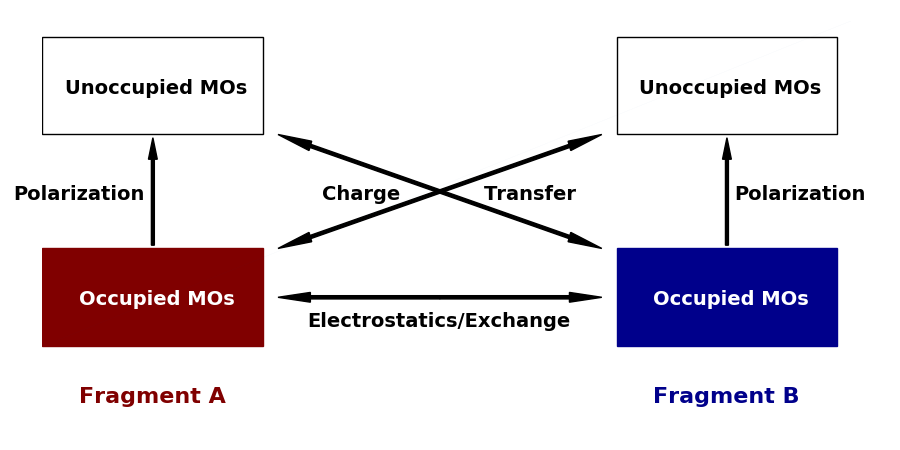 Unoccupied MOs
Unoccupied MOs
Polarization
Charge
Transfer
Polarization
Occupied MOs
Occupied MOs
Electrostatics/Exchange
Fragment A
Fragment B